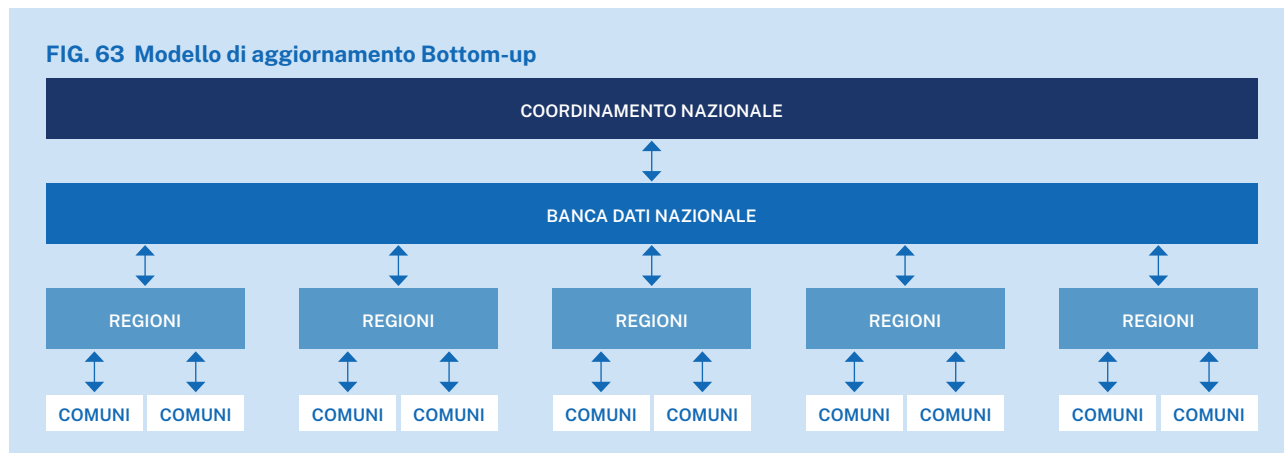 FIG. 63 Modello di aggiornamento Bottom-up
COORDINAMENTO NAZIONALE
BANCA DATI NAZIONALE
REGIONI REGIONI REGIONI REGIONI REGIONI
COMUNI COMUNI COMUNI COMUNI COMUNI COMUNI COMUNI COMUNI COMUNI COMUNI